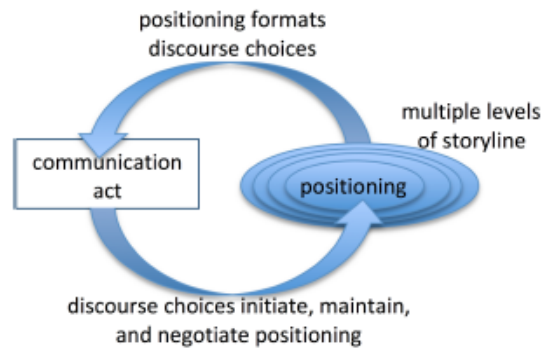 positioning formats
discourse choices
multiple levels
of storyline
communication
act
positioning
discourse choices initiate, maintain,
and negotiate positioning